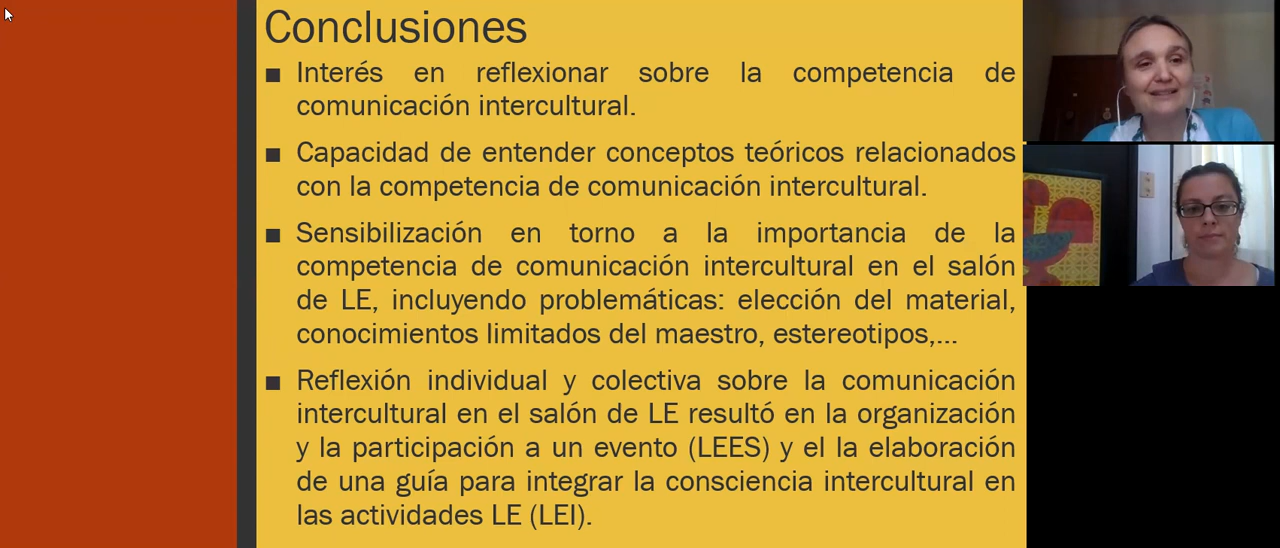 Conclusiones
■ Interés en reflexionar sobre la competencia de
comunicación intercultural.
■ Capacidad de entender conceptos teóricos relacionados
con la competencia de comunicación intercultural.
■ Sensibilización en torno a la importancia de la
competencia de comunicación intercultural en el salón
de LE, incluyendo problemáticas: elección del material,
conocimientos limitados del maestro, estereotipos,...
■ Reflexión individual y colectiva sobre la comunicación
intercultural en el salón de LE resultó en la organización
y la participación a un evento (LEES) y el la elaboración
de una guía para integrar la consciencia intercultural en
las actividades LE (LEI).